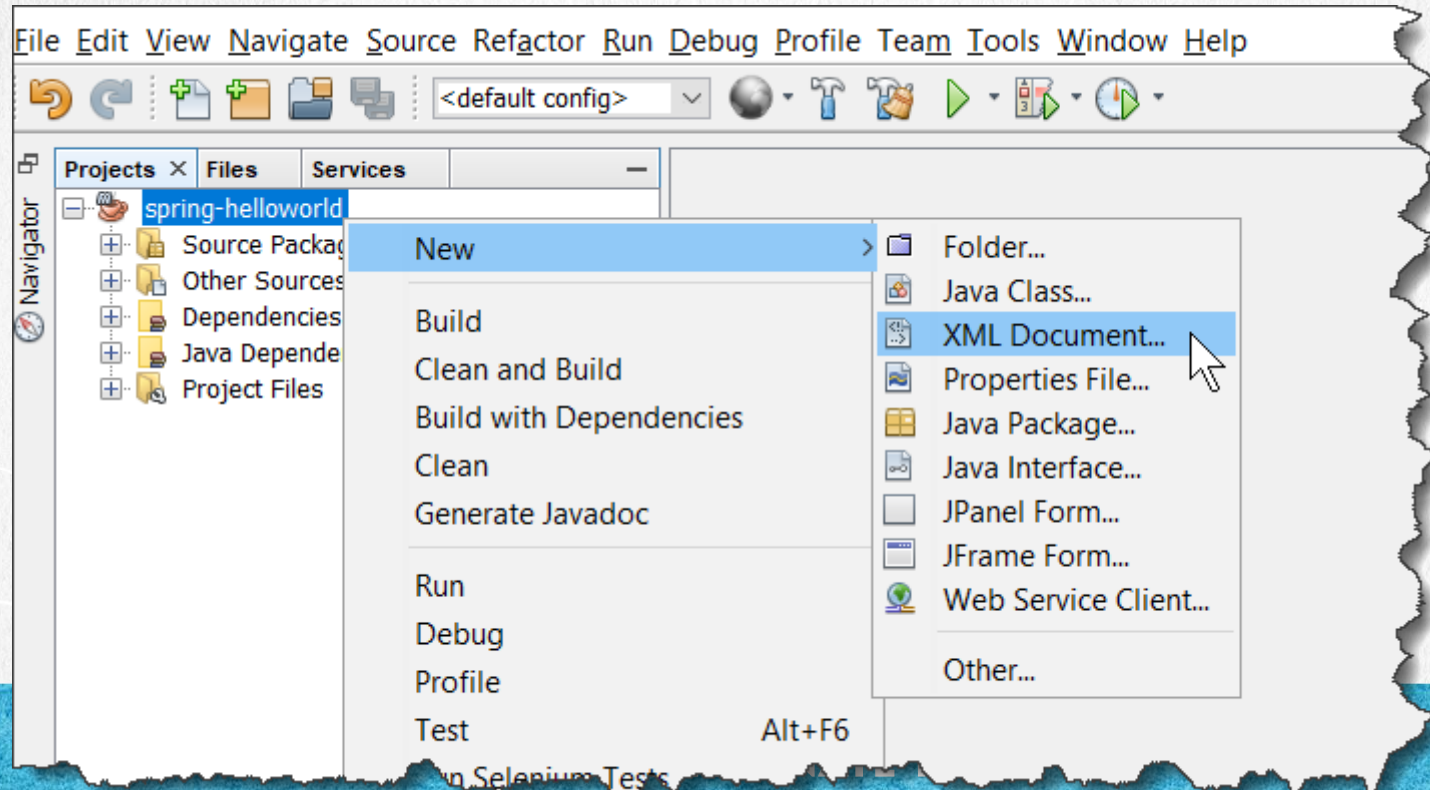 File Edit View Navigate Source Refactor Run Debug Profile Team Tools Window Help
<default config>
Projects Files Services
Navigator
spring-helloworld
Source Packag
Other Sources
Dependencies
Java Depende
Project Files
New
Build
Clean and Build
Build with Dependencies
Clean
Generate Javadoc
Run
Debug
Profile
Test Alt+F6
n Selenium Tests
Folder...
Java Class...
XML Document...
Properties File...
Java Package...
Java Interface...
JPanel Form...
JFrame Form...
Web Service Client...
Other...